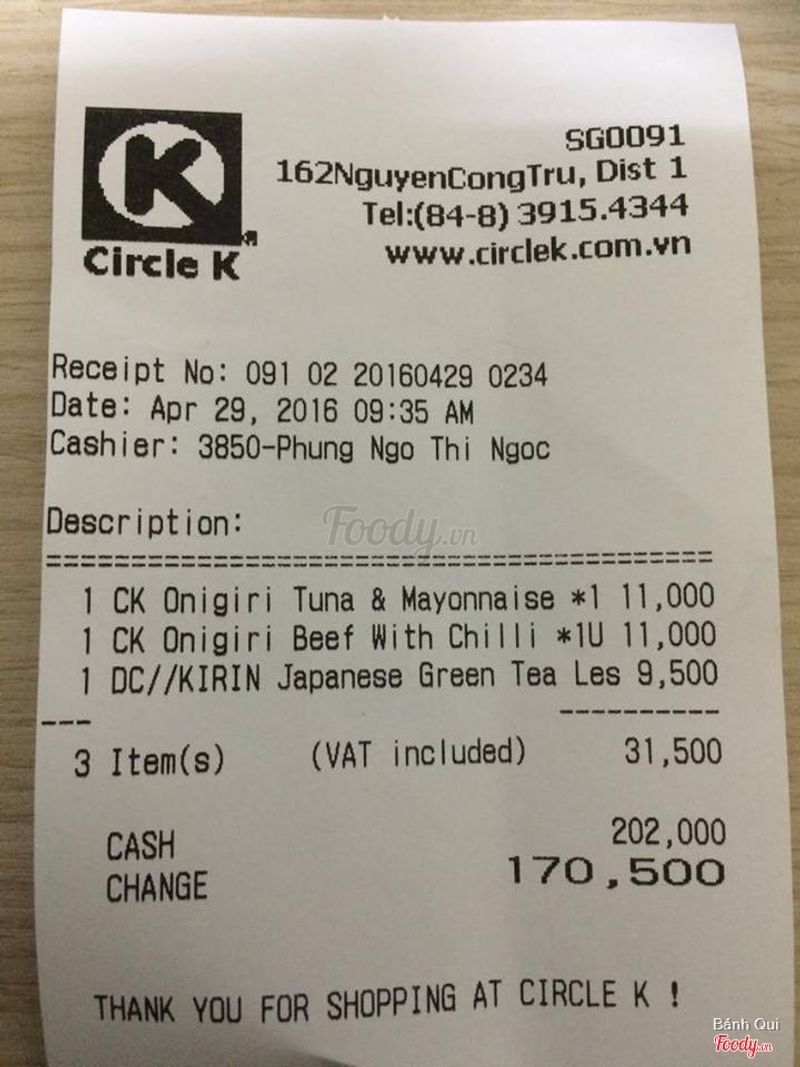 K
Circle K
SG0091
162NguyenCongTru, Dist 1
Tel:(84-8) 3915.4344
www.circlek.com.vn
Receipt No: 091 02 20160429 0234
Date: Apr 29, 2016 09:35 AM
Cashier: 3850-Phung Ngo Thi Ngoc
Description:
Foody.vn
1 CK Onigiri Tuna & Mayonnaise *1 11,000
1 CK Onigiri Beef With Chilli *1U 11,000
1 DC//KIRIN Japanese Green Tea Les 9,500
3 Item(s) (VAT included) 31,500
CASH 202,000
CHANGE 170,500
THANK YOU FOR SHOPPING AT CIRCLE K !
Bánh Qui
Foody.vn